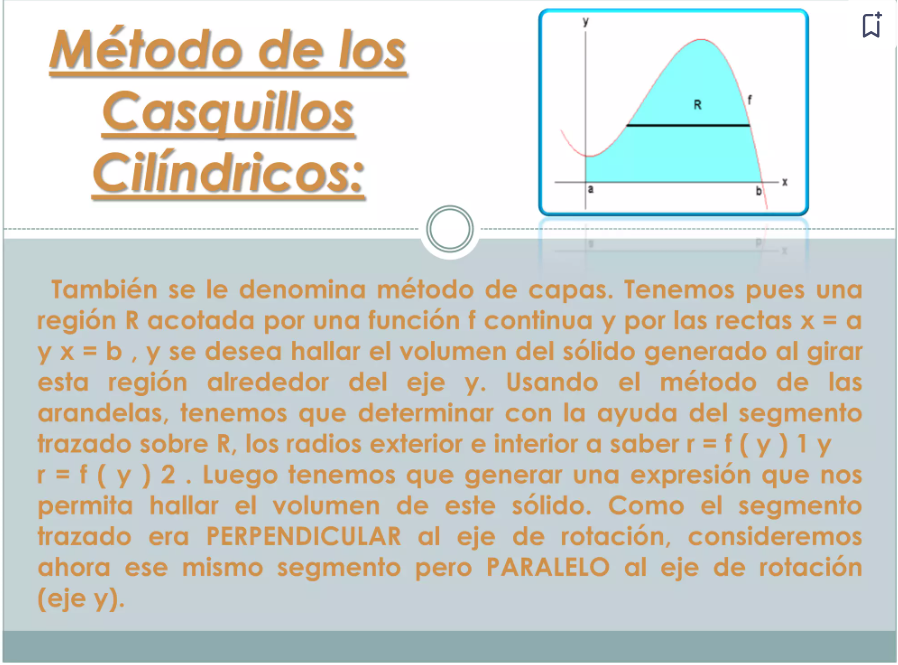 Método de los
Casquillos
Cilíndricos:
y
R
f
a
b
x
También se le denomina método de capas. Tenemos pues una
región R acotada por una función f continua y por las rectas x = a
y x = b , y se desea hallar el volumen del sólido generado al girar
esta región alrededor del eje y. Usando el método de las
arandelas, tenemos que determinar con la ayuda del segmento
trazado sobre R, los radios exterior e interior a saber r = f ( y ) 1 y
r = f ( y ) 2 . Luego tenemos que generar una expresión que nos
permita hallar el volumen de este sólido. Como el segmento
trazado era PERPENDICULAR al eje de rotación, consideremos
ahora ese mismo segmento pero PARALELO al eje de rotación
(eje y).